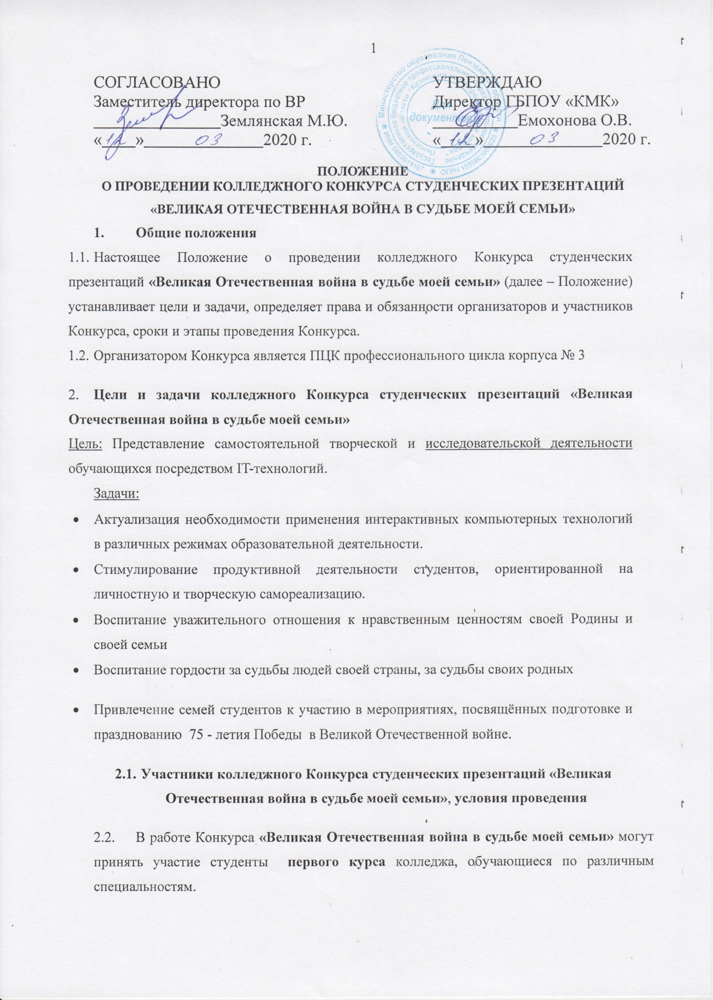 1
СОГЛАСОВАНО
Заместитель директора по ВР
Землянская М.Ю.
«12» 03 2020 г.
УТВЕРЖДАЮ
Директор ГБПОУ «КМК»
Емохонова О.В.
«12» 03 2020 г.
Министерство образования Пензенской области
ИНН 5803019167 * ОГРН 1095803000028 *
Государственное бюджетное профессиональное образовательное учреждение
Пензенской области "Кузнецкий
Для
документов
ПОЛОЖЕНИЕ
О ПРОВЕДЕНИИ КОЛЛЕДЖНОГО КОНКУРСА СТУДЕНЧЕСКИХ ПРЕЗЕНТАЦИЙ
«ВЕЛИКАЯ ОТЕЧЕСТВЕННАЯ ВОЙНА В СУДЬБЕ МОЕЙ СЕМЬИ»
1. Общие положения
1.1. Настоящее Положение о проведении колледжного Конкурса студенческих
презентаций «Великая Отечественная война в судьбе моей семьи» (далее – Положение)
устанавливает цели и задачи, определяет права и обязанности организаторов и участников
Конкурса, сроки и этапы проведения Конкурса.
1.2. Организатором Конкурса является ПЦК профессионального цикла корпуса № 3
2. Цели и задачи колледжного Конкурса студенческих презентаций «Великая
Отечественная война в судьбе моей семьи»
Цель: Представление самостоятельной творческой и исследовательской деятельности
обучающихся посредством IT-технологий.
Задачи:
• Актуализация необходимости применения интерактивных компьютерных технологий
в различных режимах образовательной деятельности.
• Стимулирование продуктивной деятельности студентов, ориентированной на
личностную и творческую самореализацию.
• Воспитание уважительного отношения к нравственным ценностям своей Родины и
своей семьи
• Воспитание гордости за судьбы людей своей страны, за судьбы своих родных
• Привлечение семей студентов к участию в мероприятиях, посвящённых подготовке и
празднованию 75 - летия Победы в Великой Отечественной войне.
2.1. Участники колледжного Конкурса студенческих презентаций «Великая
Отечественная война в судьбе моей семьи», условия проведения
2.2. В работе Конкурса «Великая Отечественная война в судьбе моей семьи» могут
принять участие студенты первого курса колледжа, обучающиеся по различным
специальностям.